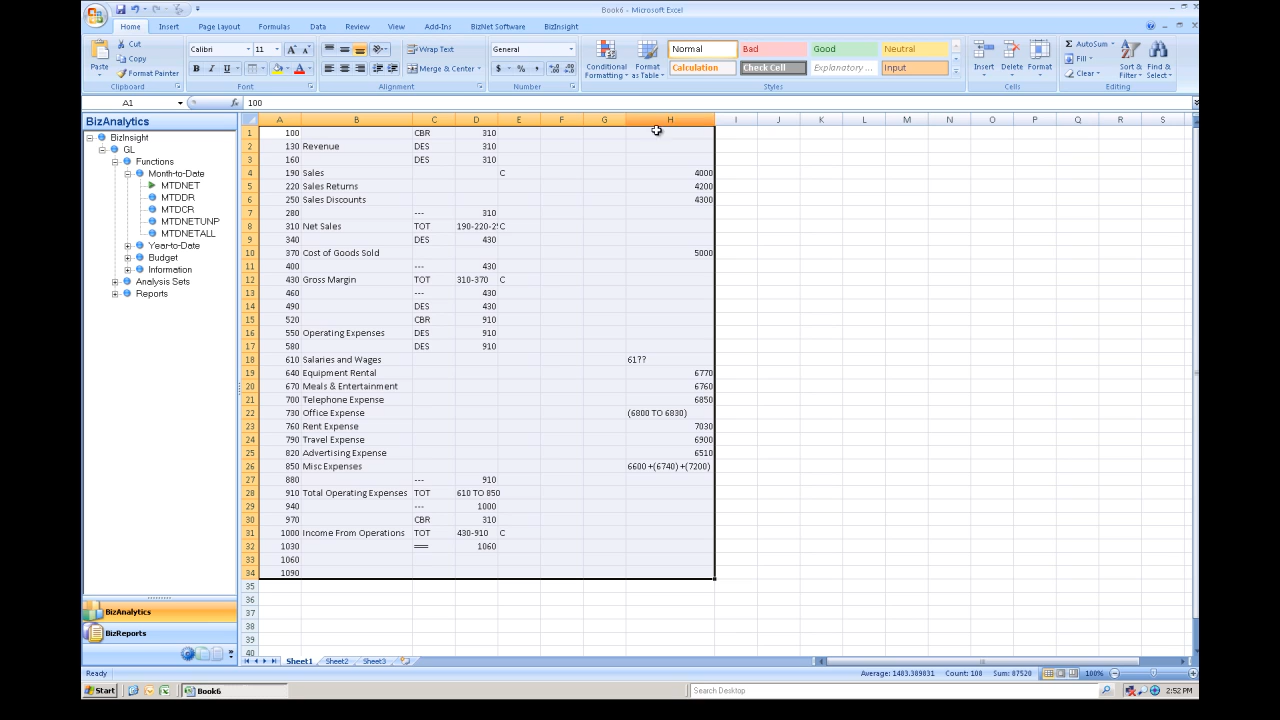 Book6 - Microsoft Excel
Home Insert Page Layout Formulas Data Review View Add-Ins BizNet Software BizInsight
Cut
Copy
Format Painter
Paste
Clipboard
Calibri 11
B I U
Font
Wrap Text
Merge & Center
Alignment
General
$ % ,
Number
Conditional Formatting
Format as Table
Normal Bad Good Neutral
Calculation Check Cell Explanatory ... Input
Styles
Insert Delete Format
Cells
AutoSum
Fill
Clear
Sort & Filter
Find & Select
Editing
A1 fx 100
BizAnalytics
BizInsight
GL
Functions
Month-to-Date
MTDNET
MTDDR
MTDCR
MTDNETUNP
MTDNETALL
Year-to-Date
Budget
Information
Analysis Sets
Reports
BizAnalytics
BizReports
A B C D E F G H I J K L M N O P Q R S
1 100 CBR 310
2 130 Revenue DES 310
3 160 DES 310
4 190 Sales C 4000
5 220 Sales Returns 4200
6 250 Sales Discounts 4300
7 280 --- 310
8 310 Net Sales TOT 190-220-2! C
9 340 DES 430
10 370 Cost of Goods Sold 5000
11 400 --- 430
12 430 Gross Margin TOT 310-370 C
13 460 --- 430
14 490 DES 430
15 520 CBR 910
16 550 Operating Expenses DES 910
17 580 DES 910
18 610 Salaries and Wages 61??
19 640 Equipment Rental 6770
20 670 Meals & Entertainment 6760
21 700 Telephone Expense 6850
22 730 Office Expense (6800 TO 6830)
23 760 Rent Expense 7030
24 790 Travel Expense 6900
25 820 Advertising Expense 6510
26 850 Misc Expenses 6600 +(6740) +(7200)
27 880 --- 910
28 910 Total Operating Expenses TOT 610 TO 850
29 940 --- 1000
30 970 CBR 310
31 1000 Income From Operations TOT 430-910 C
32 1030 === 1060
33 1060
34 1090
35
36
37
38
39
40
Sheet1 Sheet2 Sheet3
Ready Average: 1483.389831 Count: 108 Sum: 87520 100%
Start Book6 Search Desktop 2:52 PM